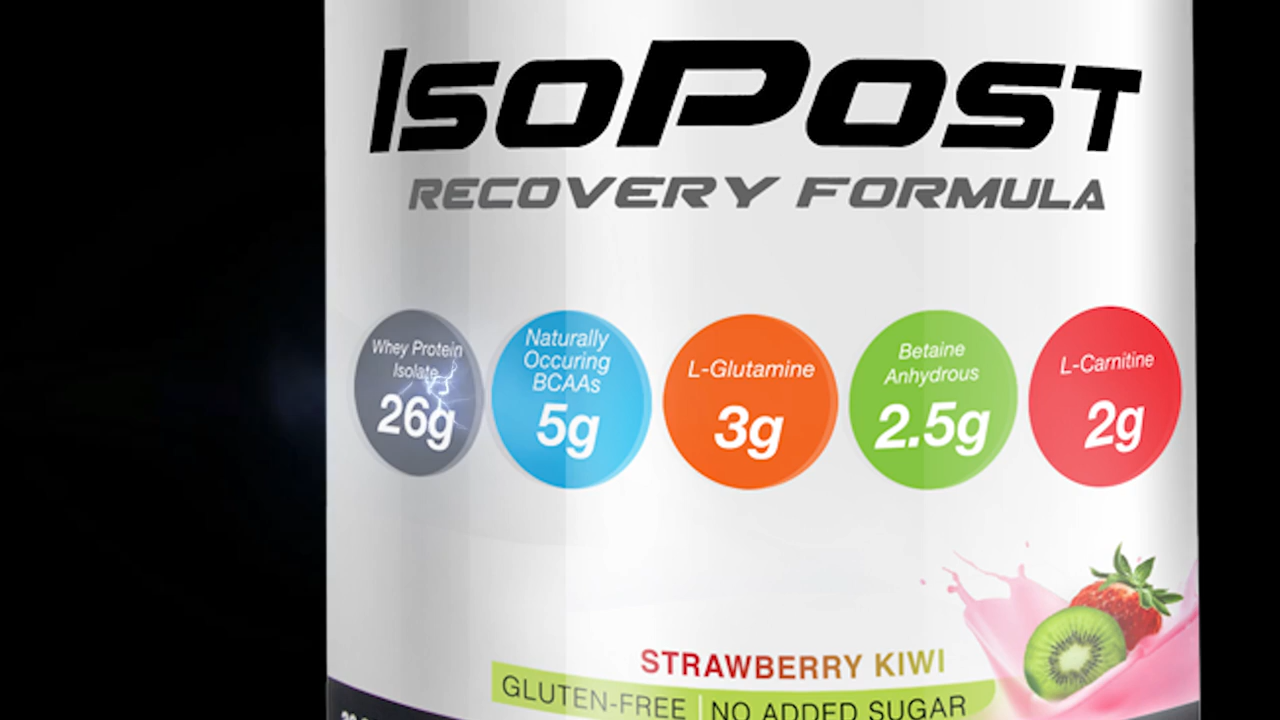 IsoPost
RECOVERY FORMULA
Whey Protein
Isolate
26g
Naturally
Occuring
BCAAs
5g
L-Glutamine
3g
Betaine
Anhydrous
2.5g
L-Carnitine
2g
STRAWBERRY KIWI
GLUTEN-FREE | NO ADDED SUGAR